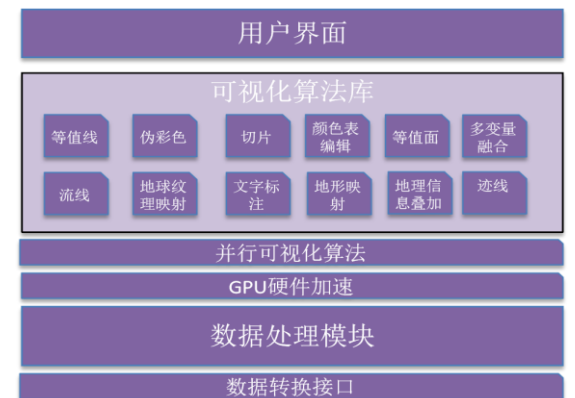 用户界面
可视化算法库
等值线
伪彩色
切片
颜色表
编辑
等值面
多变量
融合
流线
地球纹
理映射
文字标
注
地形映
射
地理信
息叠加
迹线
并行可视化算法
GPU硬件加速
数据处理模块
数据转换接口